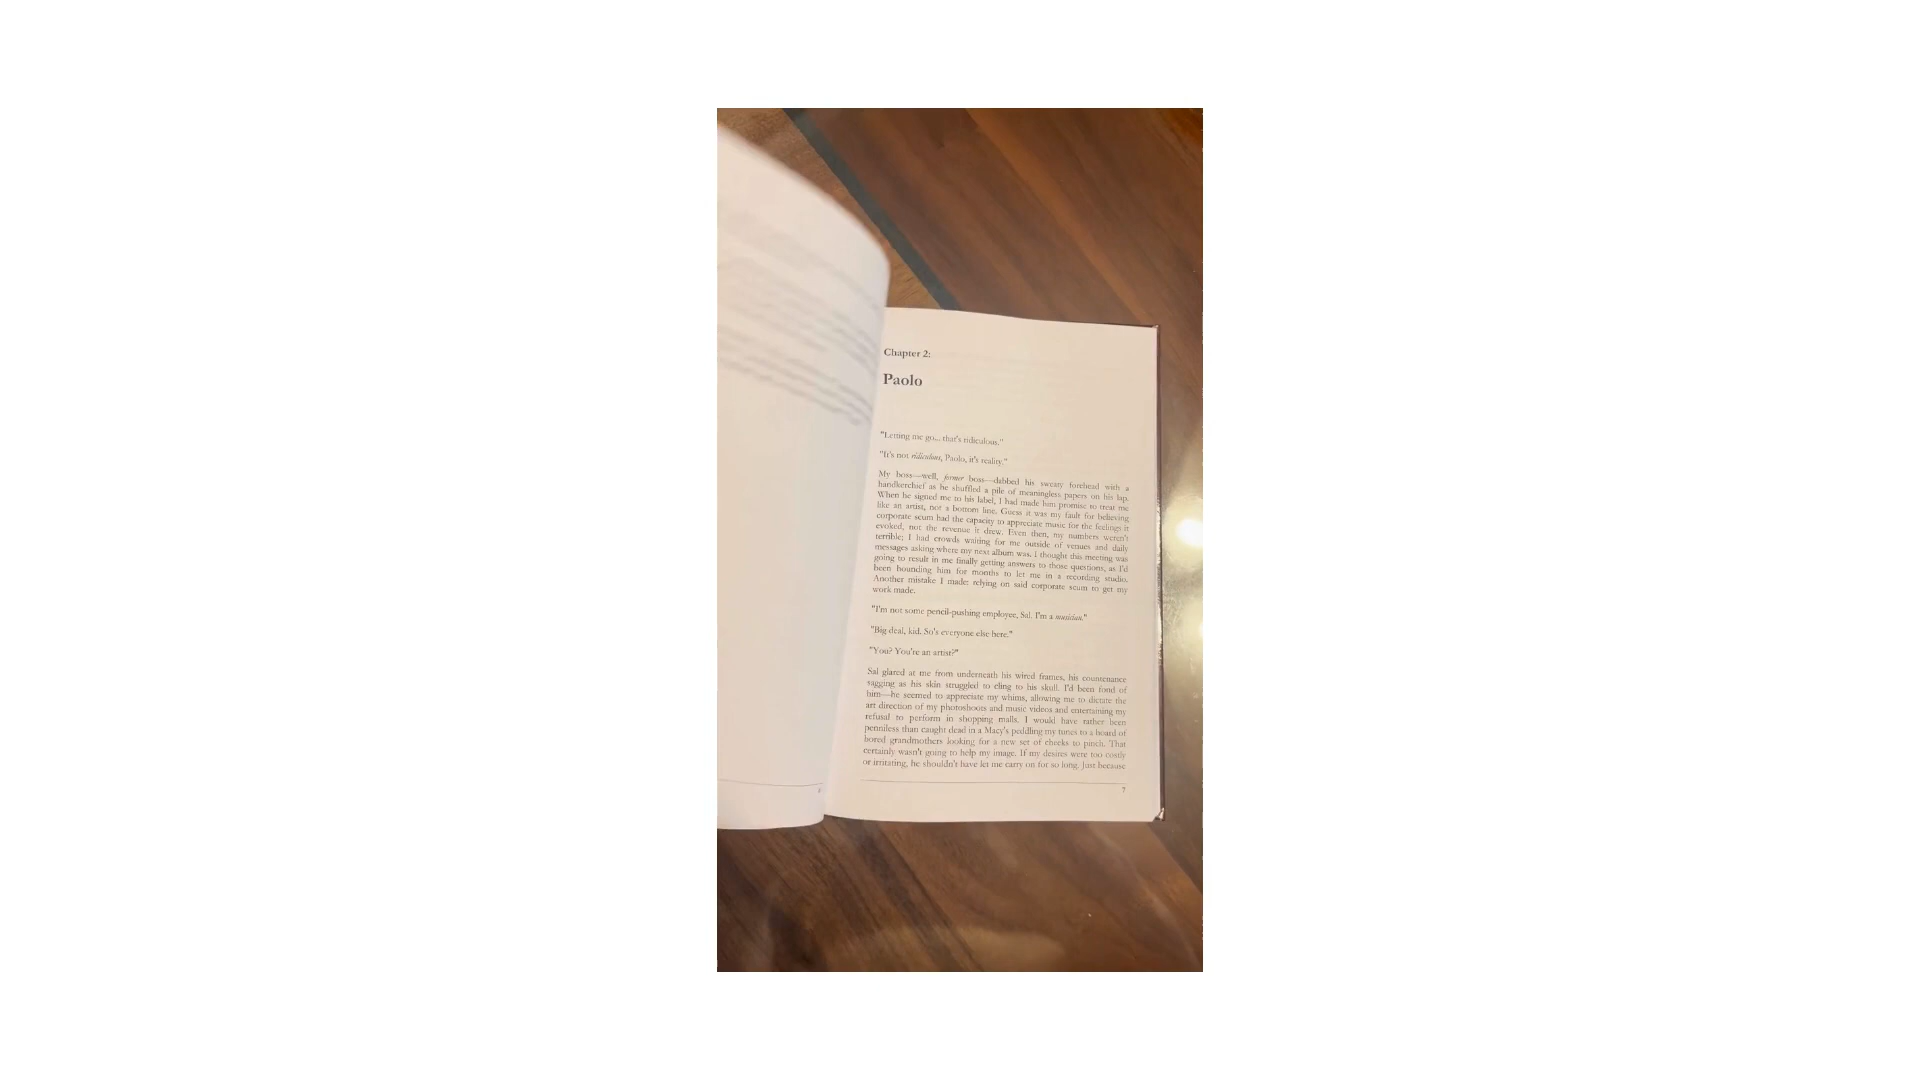 Chapter 2:
Paolo
"Letting me go... that's ridiculous."
"It's not ridiculous, Paolo, it's reality."
My boss—well, former boss—dabbed his sweaty forehead with a
handkerchief as he shuffled a pile of meaningless papers on his lap.
When he signed me to his label, I had made him promise to treat me
like an artist, not a bottom line. Guess it was my fault for believing
corporate scum had the capacity to appreciate music for the feelings it
evoked, not the revenue it drew. Even then, my numbers weren't
terrible; I had crowds waiting for me outside of venues and daily
messages asking where my next album was. I thought this meeting was
going to result in me finally getting answers to those questions, as I'd
been hounding him for months to let me in a recording studio.
Another mistake I made: relying on said corporate scum to get my
work made.
"I'm not some pencil-pushing employee, Sal. I'm a musician."
"Big deal, kid. So's everyone else here."
"You? You're an artist?"
Sal glared at me from underneath his wired frames, his countenance
sagging as his skin struggled to cling to his skull. I'd been fond of
him—he seemed to appreciate my whims, allowing me to dictate the
art direction of my photoshoots and music videos and entertaining my
refusal to perform in shopping malls. I would have rather been
penniless than caught dead in a Macy's peddling my tunes to a hoard of
bored grandmothers looking for a new set of cheeks to pinch. That
certainly wasn't going to help my image. If my desires were too costly
or irritating, he shouldn't have let me carry on for so long. Just because
7